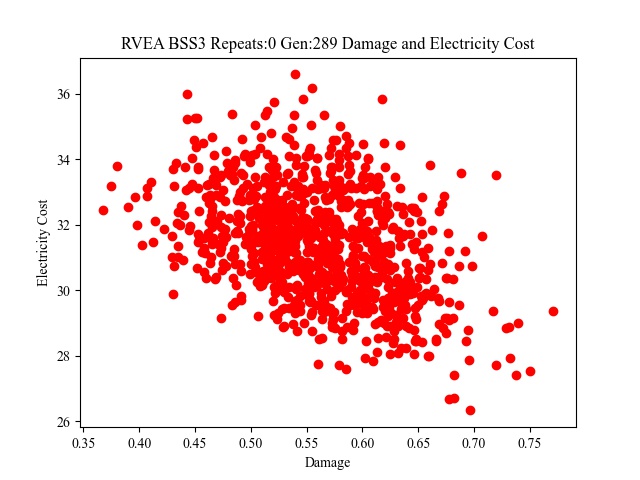 RVEA BSS3 Repeats:0 Gen:289 Damage and Electricity Cost
36
34
32
30
28
26
Electricity Cost
0.35 0.40 0.45 0.50 0.55 0.60 0.65 0.70 0.75
Damage